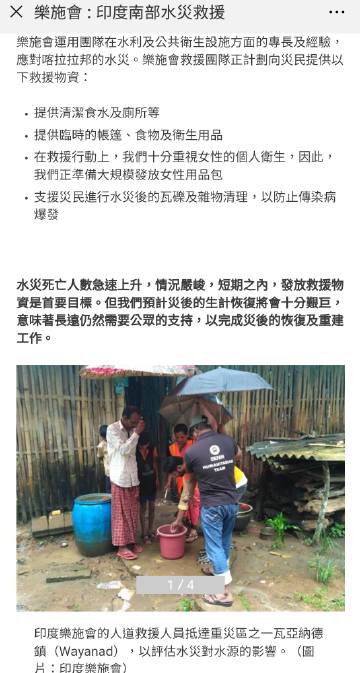 樂施會 : 印度南部水災救援
樂施會運用團隊在水利及公共衛生設施方面的專長及經驗，
應對喀拉拉邦的水災。樂施會救援團隊正計劃向災民提供以
下救援物資：
• 提供清潔食水及廁所等
• 提供臨時的帳篷、食物及衛生用品
• 在救援行動上，我們十分重視女性的個人衛生，因此，
我們正準備大規模發放女性用品包
• 支援災民進行水災後的瓦礫及雜物清理，以防止傳染病
爆發
水災死亡人數急速上升，情況嚴峻，短期之內，發放救援物
資是首要目標。但我們預計災後的生計恢復將會十分艱巨，
意味著長遠仍然需要公眾的支持，以完成災後的恢復及重建
工作。
OXFAM
HUMANITARIAN
TEAM
1 / 4
印度樂施會的人道救援人員抵達重災區之一瓦亞納德
鎮（Wayanad），以評估水災對水源的影響。（圖
片：印度樂施會）